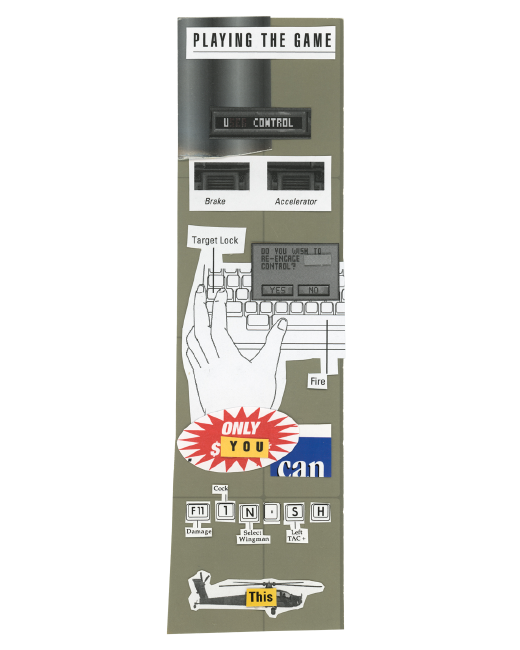 PLAYING THE GAME
U CONTROL
Brake Accelerator
Target Lock
DO YOU WISH TO
RE-ENGAGE
CONTROL?
YES NO
Fire
ONLY
$ YOU
can
Cock
F11 1 N · S H
Damage
Select
Wingman
Left
TAC +
This